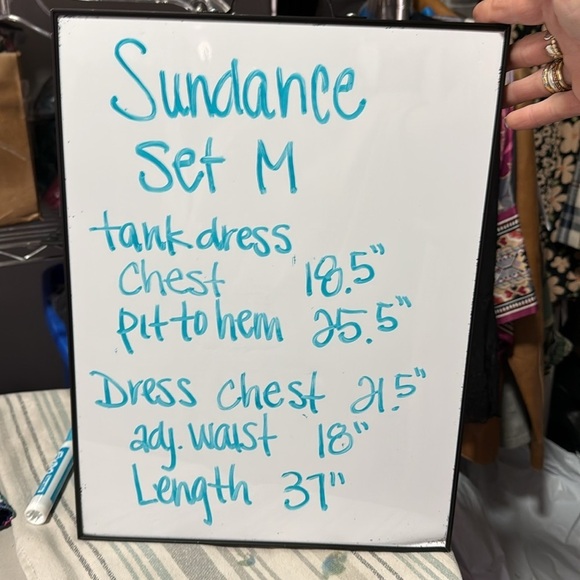 Sundance
Set M
tank dress
Chest 18.5"
pit to hem 25.5"
Dress Chest 21.5"
adj. waist 18"
Length 37"